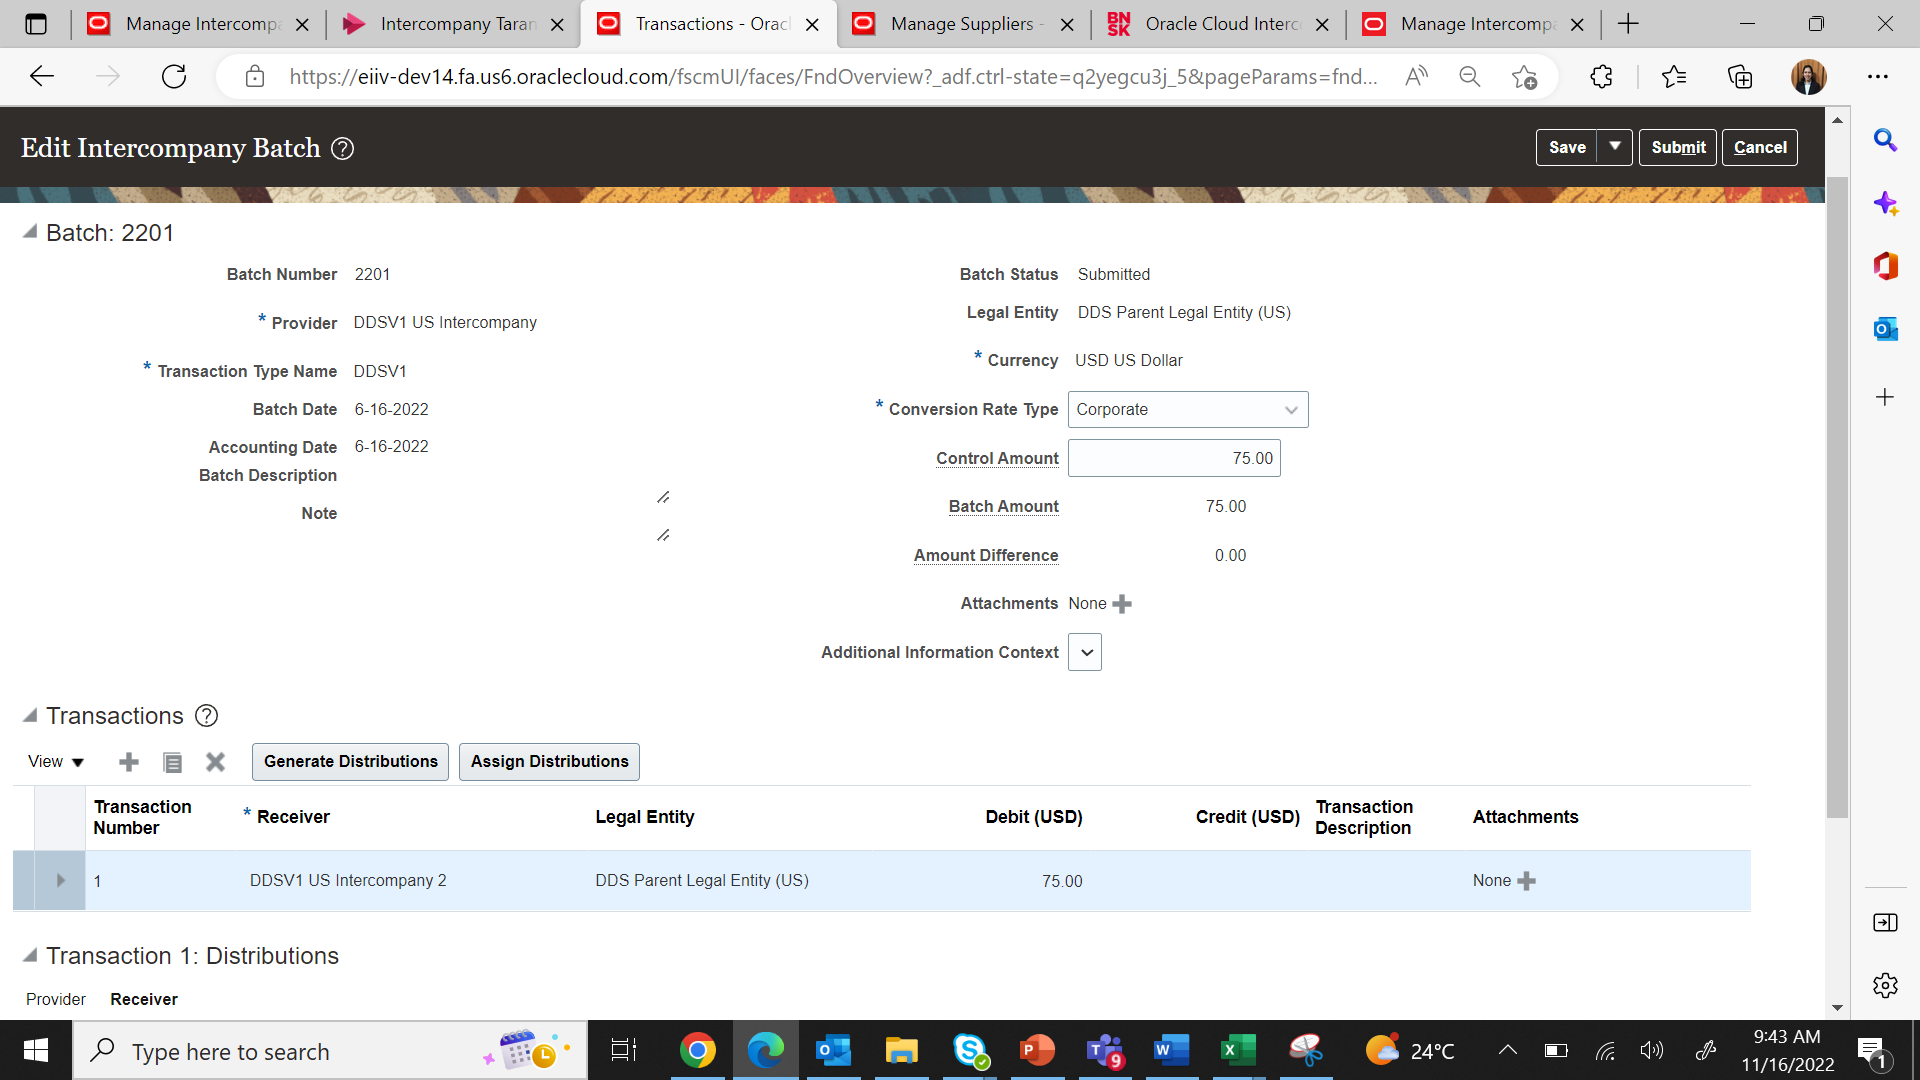 Manage Intercompa
Intercompany Taran
Transactions - Oracl
Manage Suppliers -
BN
SK
Oracle Cloud Interco
Manage Intercompa
https://eiiv-dev14.fa.us6.oraclecloud.com/fscmUI/faces/FndOverview?_adf.ctrl-state=q2yegcu3j_5&pageParams=fnd...
Edit Intercompany Batch ?
Save
Submit
Cancel
Batch: 2201
Batch Number 2201
* Provider DDSV1 US Intercompany
* Transaction Type Name DDSV1
Batch Date 6-16-2022
Accounting Date 6-16-2022
Batch Description
Note
Batch Status Submitted
Legal Entity DDS Parent Legal Entity (US)
* Currency USD US Dollar
* Conversion Rate Type Corporate
Control Amount 75.00
Batch Amount 75.00
Amount Difference 0.00
Attachments None
Additional Information Context
Transactions ?
View
Generate Distributions
Assign Distributions
Transaction Number * Receiver Legal Entity Debit (USD) Credit (USD) Transaction Description Attachments
1 DDSV1 US Intercompany 2 DDS Parent Legal Entity (US) 75.00 None
Transaction 1: Distributions
Provider Receiver
Type here to search
9
24°C
9:43 AM
11/16/2022
1